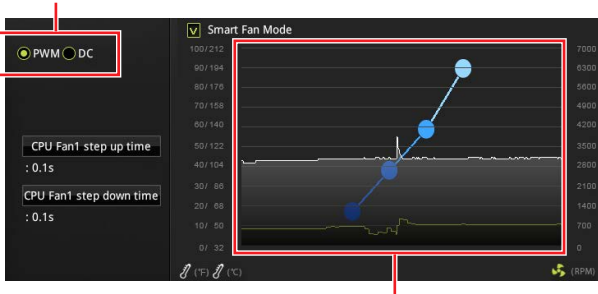 V Smart Fan Mode
PWM DC
100/212 7000
90/194 6300
80/176 5600
70/158 4900
60/140 4200
50/122 3500
40/104 2800
30/ 86 2100
20/ 68 1400
10/ 50 700
0/ 32 0
CPU Fan1 step up time
: 0.1s
CPU Fan1 step down time
: 0.1s
(°F) (°C) (RPM)